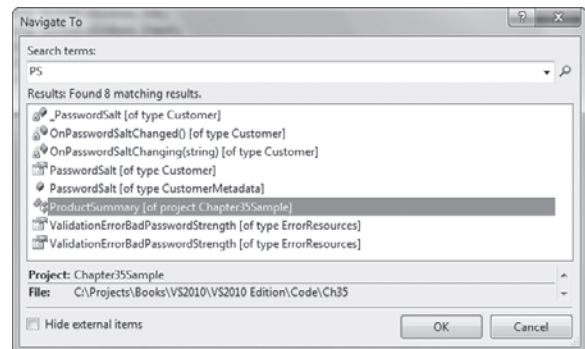 Navigate To
Search terms:
PS
Results: Found 8 matching results.
_PasswordSalt [of type Customer]
OnPasswordSaltChanged() [of type Customer]
OnPasswordSaltChanging(string) [of type Customer]
PasswordSalt [of type Customer]
PasswordSalt [of type CustomerMetadata]
ProductSummary [of project Chapter35Sample]
ValidationErrorBadPasswordStrength [of type ErrorResources]
ValidationErrorBadPasswordStrength [of type ErrorResources]
Project: Chapter35Sample
File: C:\Projects\Books\VS2010\VS2010 Edition\Code\Ch35
Hide external items
OK
Cancel